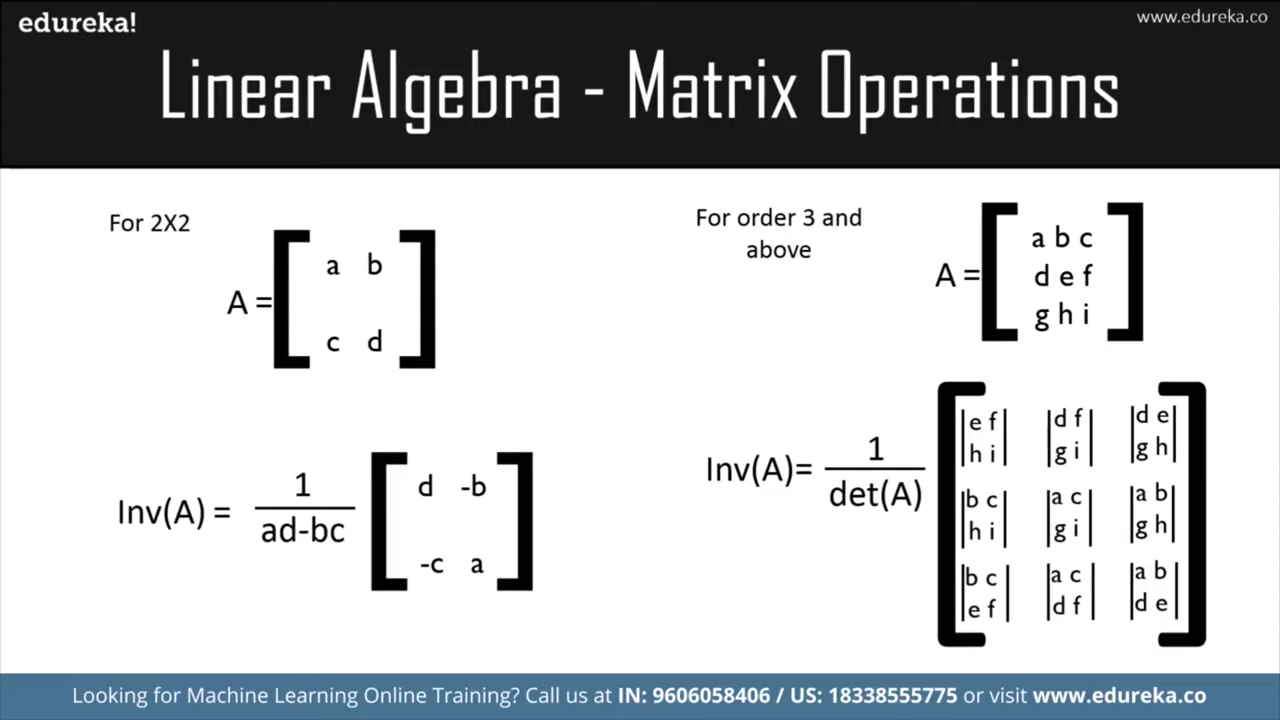 edureka!
www.edureka.co
Linear Algebra - Matrix Operations
For 2X2
A =
a b
c d
Inv(A) =
1
ad-bc
d -b
-c a
For order 3 and
above
A =
a b c
d e f
g h i
Inv(A)=
1
det(A)
|e f| |d f| |d e|
|h i| |g i| |g h|
|b c| |a c| |a b|
|h i| |g i| |g h|
|b c| |a c| |a b|
|e f| |d f| |d e|
Looking for Machine Learning Online Training? Call us at IN: 9606058406 / US: 18338555775 or visit www.edureka.co